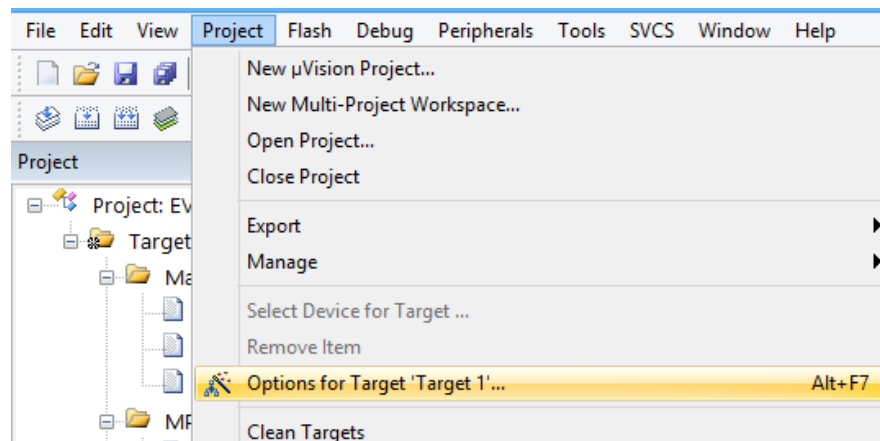 File Edit View Project Flash Debug Peripherals Tools SVCS Window Help
New µVision Project...
New Multi-Project Workspace...
Open Project...
Project
Close Project
Project: EV
Export
Target
Manage
Ma
Select Device for Target ...
Remove Item
Options for Target 'Target 1'... Alt+F7
MP
Clean Targets